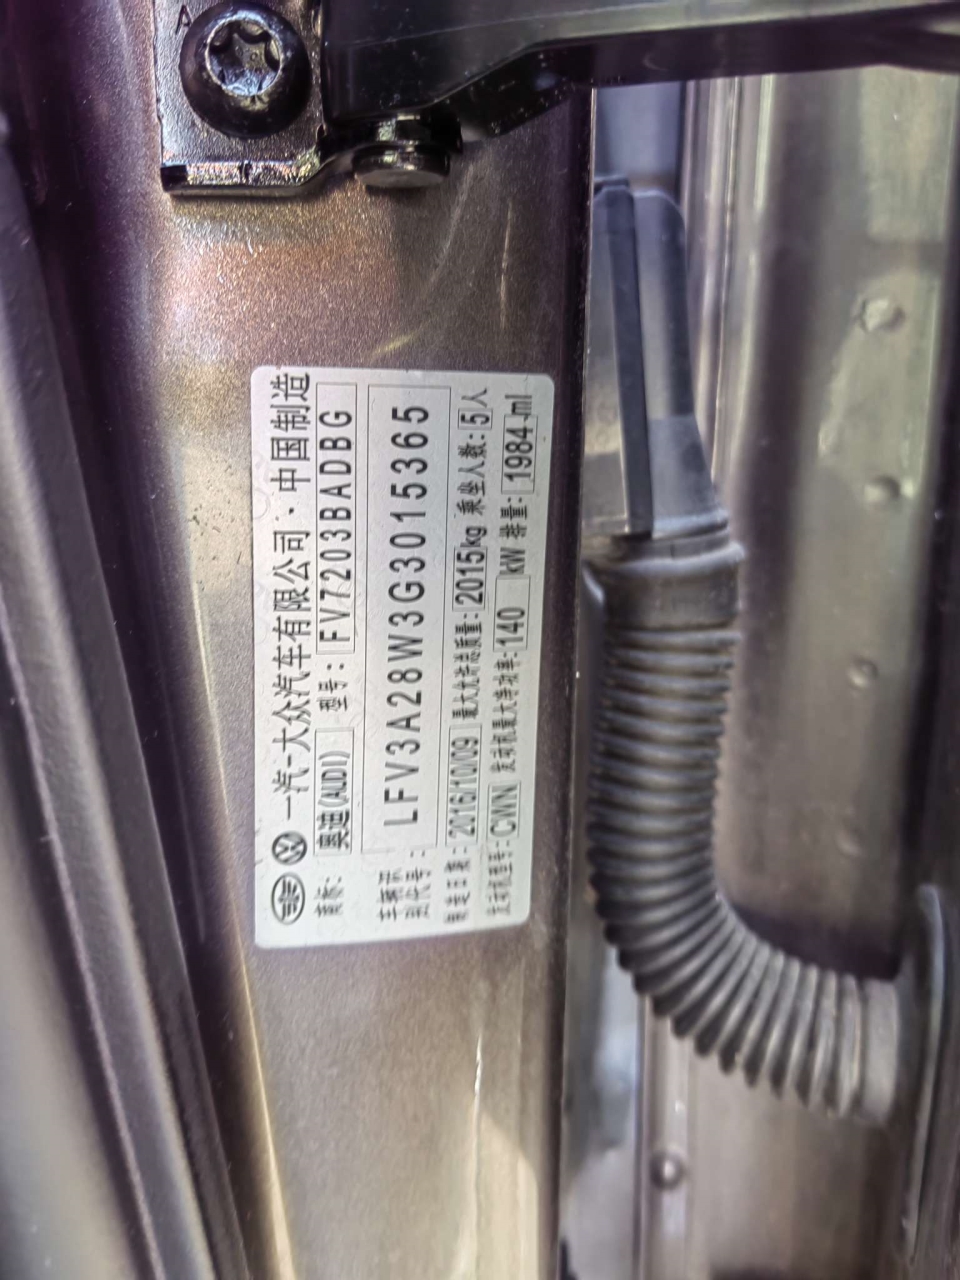 一汽-大众汽车有限公司·中国制造
商标: 奥迪(AUDI) 型号: FV7203BADBG
车辆识别代号: LFV3A28W3G3015365
制造日期: 2016/10/09 最大允许总质量: 2015kg 乘坐人数: 5人
发动机型号: CWN 发动机最大净功率: 140 kW 排量: 1984 ml
A